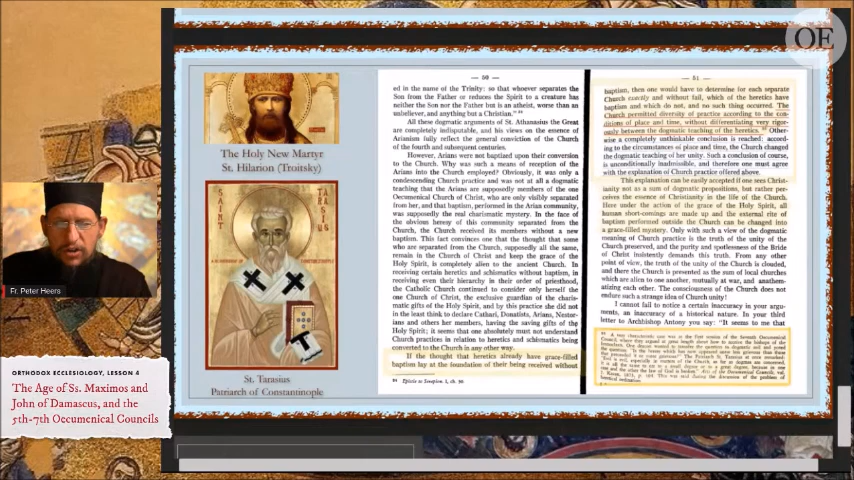 OE
The Holy New Martyr
St. Hilarion (Troitsky)
SAINT
TARASIUS
St. Tarasius
Patriarch of Constantinople
Fr. Peter Heers
ORTHODOX ECCLESIOLOGY, LESSON 4
The Age of Ss. Maximos and
John of Damascus, and the
5th-7th Oecumenical Councils
— 50 —
ed in the name of the Trinity: so that whoever separates the
Son from the Father or reduces the Spirit to a creature has
neither the Son nor the Father but is an atheist, worse than an
unbeliever, and anything but a Christian."
All these dogmatic arguments of St. Athanasius the Great
are completely indisputable, and his views on the essence of
Arianism fully reflect the general conviction of the Church
of the fourth and subsequent centuries.
However, Arians were not baptized upon their conversion
to the Church. Why was such a means of reception of the
Arians into the Church employed? Obviously, it was only a
condescending Church practice and was not at all a dogmatic
teaching that the Arians are supposedly members of the one
Oecumenical Church of Christ, who are only visibly separated
from her, and that baptism, performed in the Arian community,
was supposedly the real charismatic mystery. In the face of
the obvious heresy of this community separated from the
Church, the Church received its members without a new
baptism. This fact convinces one that the thought that some
who are separated from the Church, supposedly all the same,
remain in the Church of Christ and keep the grace of the
Holy Spirit, is completely alien to the ancient Church. In
receiving certain heretics and schismatics without baptism, in
receiving even their hierarchy in their order of priesthood,
the Catholic Church continued to consider only herself the
one Church of Christ, the exclusive guardian of the charis-
matic gifts of the Holy Spirit, and by this practice she did not
in the least think to declare Cathari, Donatists, Arians, Nestor-
ians and others her members, having the saving gifts of the
Holy Spirit; it seems that one absolutely must not understand
Church practices in relation to heretics and schismatics being
converted to the Church in any other way.
If the thought that heretics already have grace-filled
baptism lay at the foundation of their being received without
— 51 —
baptism, then one would have to determine for each separate
Church exactly and without fail, which of the heretics have
baptism and which do not, and no such thing occurred. The
Church permitted diversity of practice according to the con-
ditions of place and time, without differentiating very rigor-
ously between the dogmatic teaching of the heretics. Other-
wise a completely unthinkable conclusion is reached: accord-
ing to the circumstances of place and time, the Church changed
the dogmatic teaching of her unity. Such a conclusion of course,
is unconditionally inadmissible, and therefore one must agree
with the explanation of Church practice offered above.
This explanation can be easily accepted if one sees Christ-
ianity not as a sum of dogmatic propositions, but rather per-
ceives the essence of Christianity in the life of the Church.
Here under the action of the grace of the Holy Spirit, all
human short-comings are made up and the external rite of
baptism performed outside the Church can be changed into
a grace-filled mystery. Only with such a view of the dogmatic
meaning of Church practice is the truth of the unity of the
Church preserved, and the purity and spotlessness of the Bride
of Christ insistently demands this truth. From any other
point of view, the truth of the unity of the Church is clouded,
and there the Church is presented as the sum of local churches
which are alien to one another, mutually at war, and anathem-
atizing each other. The consciousness of the Church does not
endure such a strange idea of Church unity!
I cannot fail to notice a certain inaccuracy in your argu-
ments, an inaccuracy of a historical nature. In your third
letter to Archbishop Antony you say: "It seems to me that